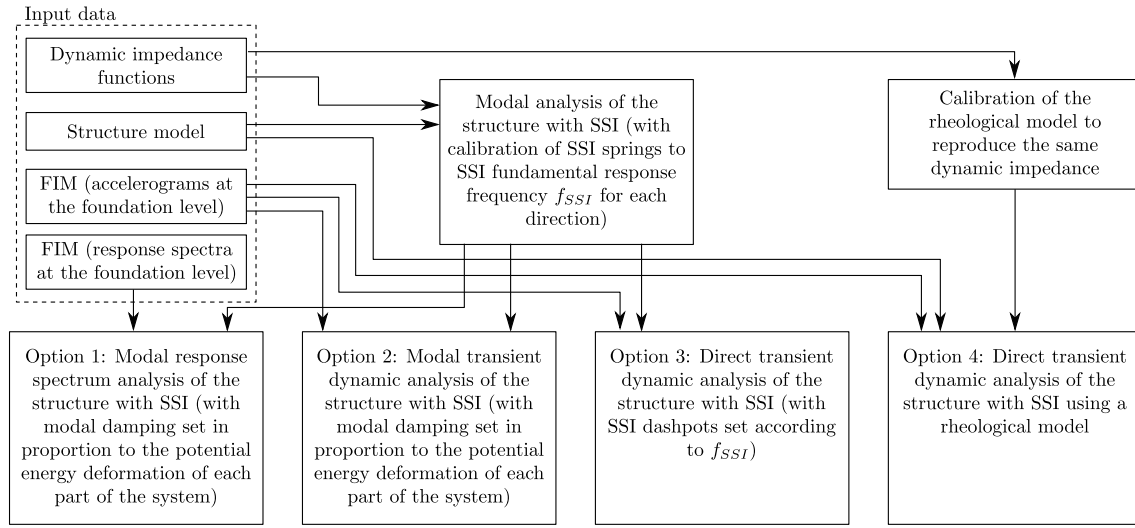 Input data
Dynamic impedance
functions
Structure model
FIM (accelerograms at
the foundation level)
FIM (response spectra
at the foundation level)
Modal analysis of the
structure with SSI (with
calibration of SSI springs to
SSI fundamental response
frequency f_{SSI} for each
direction)
Calibration of the
rheological model to
reproduce the same
dynamic impedance
Option 1: Modal response
spectrum analysis of the
structure with SSI (with
modal damping set in
proportion to the potential
energy deformation of each
part of the system)
Option 2: Modal transient
dynamic analysis of the
structure with SSI (with
modal damping set in
proportion to the potential
energy deformation of each
part of the system)
Option 3: Direct transient
dynamic analysis of the
structure with SSI (with
SSI dashpots set according
to f_{SSI})
Option 4: Direct transient
dynamic analysis of the
structure with SSI using a
rheological model